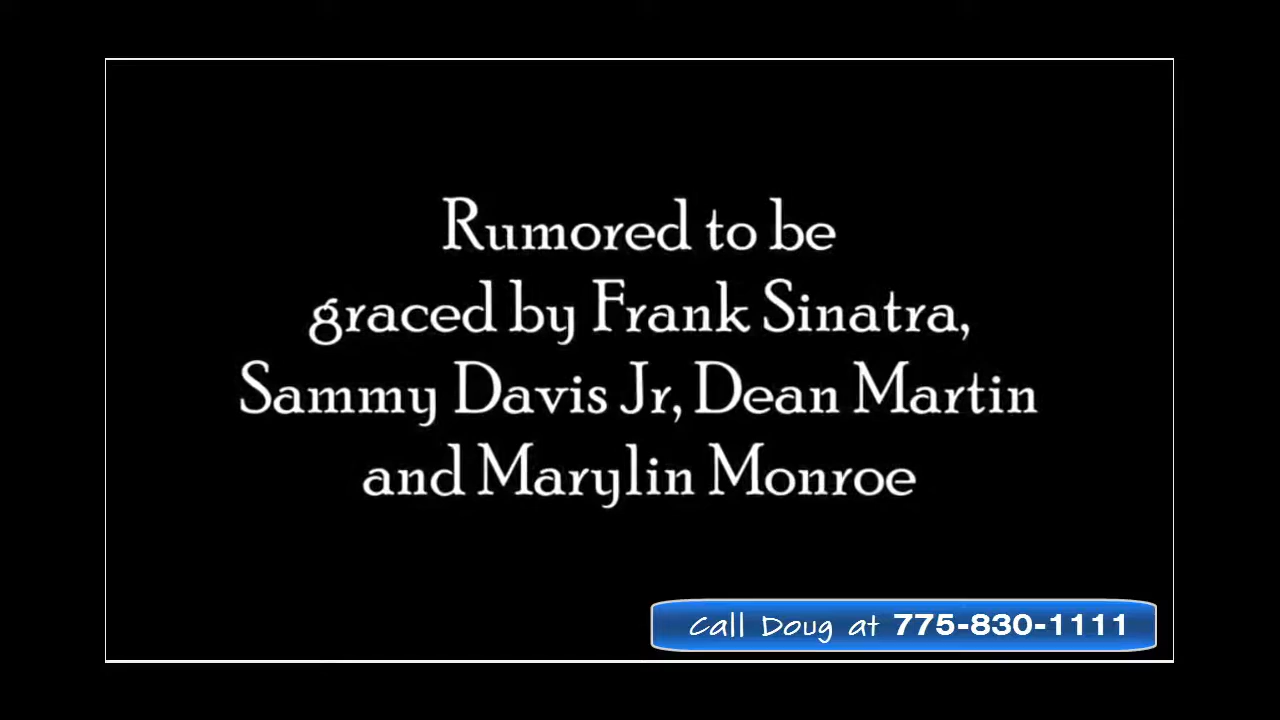 Rumored to be
graced by Frank Sinatra,
Sammy Davis Jr, Dean Martin
and Marylin Monroe
Call Doug at 775-830-1111